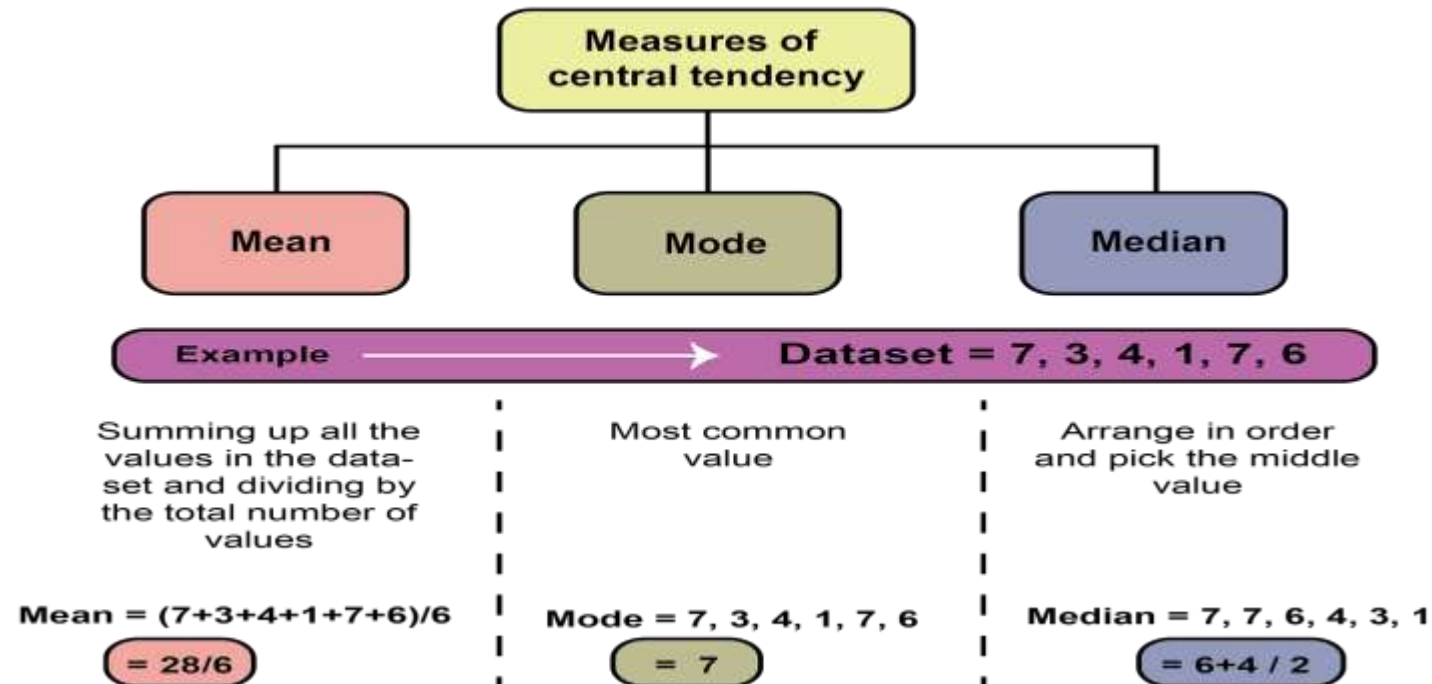 Measures of
central tendency
Mean
Mode
Median
Example
Dataset = 7, 3, 4, 1, 7, 6
Summing up all the
values in the data-
set and dividing by
the total number of
values
Mean = (7+3+4+1+7+6)/6
= 28/6
Most common
value
Mode = 7, 3, 4, 1, 7, 6
= 7
Arrange in order
and pick the middle
value
Median = 7, 7, 6, 4, 3, 1
= 6+4 / 2